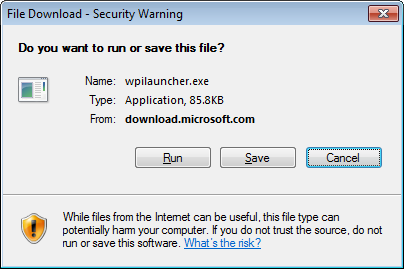 File Download - Security Warning
Do you want to run or save this file?
Name: wpilauncher.exe
Type: Application, 85.8KB
From: download.microsoft.com
Run Save Cancel
While files from the Internet can be useful, this file type can
potentially harm your computer. If you do not trust the source, do not
run or save this software. What's the risk?